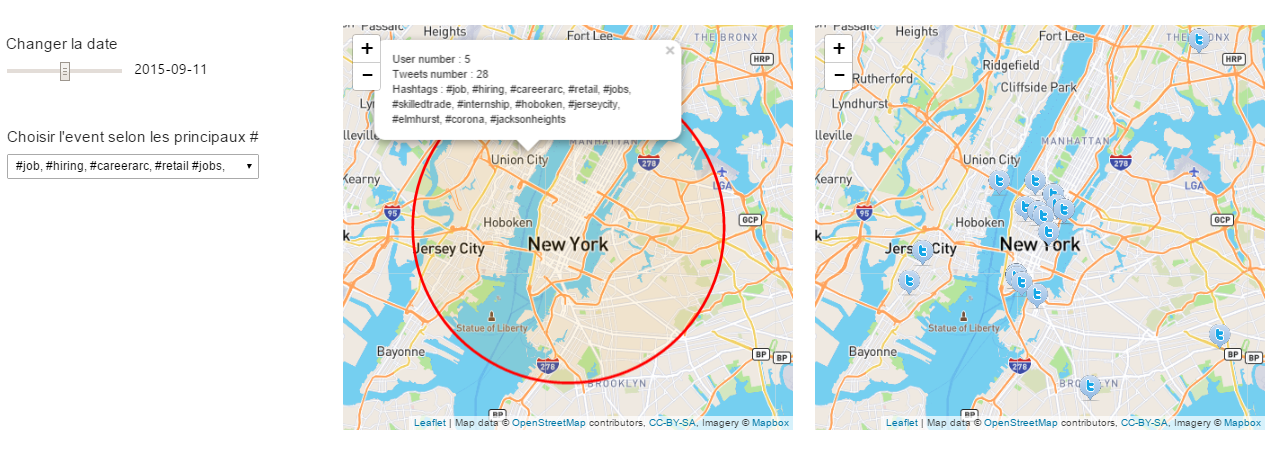 Changer la date
2015-09-11
Choisir l'event selon les principaux #
#job, #hiring, #careerarc, #retail #jobs,
Passaic
Heights
Fort Lee
THE BRONX
HRP
+
−
×
User number : 5
Tweets number : 28
Hashtags : #job, #hiring, #careerarc, #retail, #jobs,
#skilledtrade, #internship, #hoboken, #jerseycity,
#elmhurst, #corona, #jacksonheights
MANHATTAN
Union City
278
LGA
Kearny
95
Hoboken
GCP
Jersey City
New York
Statue of Liberty
Bayonne
278
BP
BP
BROOKLYN
BP
Leaflet | Map data © OpenStreetMap contributors, CC-BY-SA, Imagery © Mapbox
Passaic
Heights
Fort Lee
HRP
+
−
Ridgefield
Rutherford
Cliffside Park
Lyndhurst
MANHATTAN
Union City
278
LGA
Kearny
95
Hoboken
GCP
New York
Statue of Liberty
Bayonne
278
BP
BP
BP
Leaflet | Map data © OpenStreetMap contributors, CC-BY-SA, Imagery © Mapbox